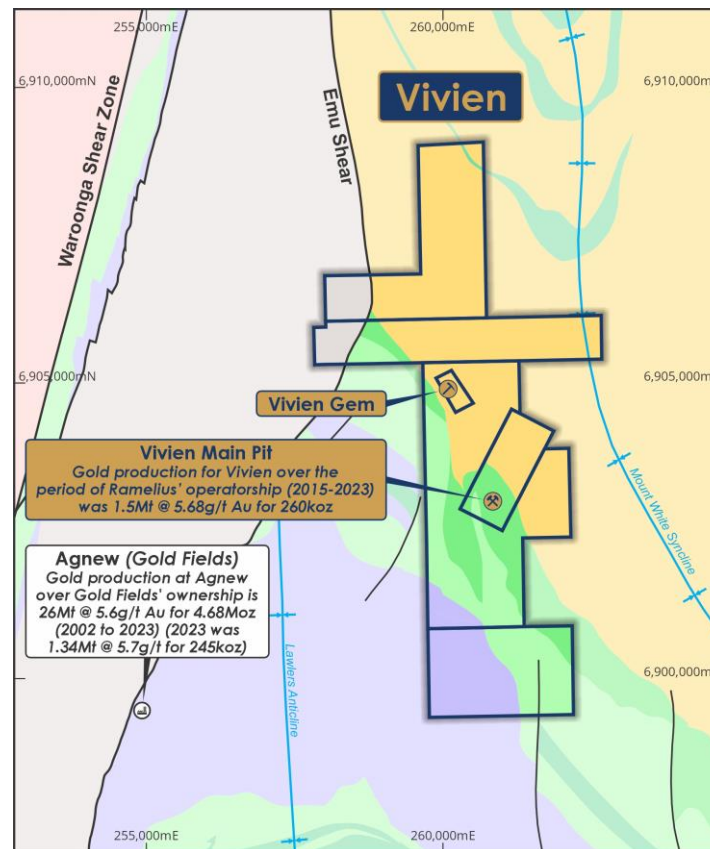 255,000mE
260,000mE
6,910,000mN
6,910,000mN
Vivien
Waroonga Shear Zone
Emu Shear
6,905,000mN
6,905,000mN
Vivien Gem
Vivien Main Pit
Gold production for Vivien over the
period of Ramelius' operatorship (2015-2023)
was 1.5Mt @ 5.68g/t Au for 260koz
Mount White Syncline
Agnew (Gold Fields)
Gold production at Agnew
over Gold Fields' ownership is
26Mt @ 5.6g/t Au for 4.68Moz
(2002 to 2023) (2023 was
1.34Mt @ 5.7g/t for 245koz)
Lawlers Anticline
6,900,000mN
255,000mE
260,000mE